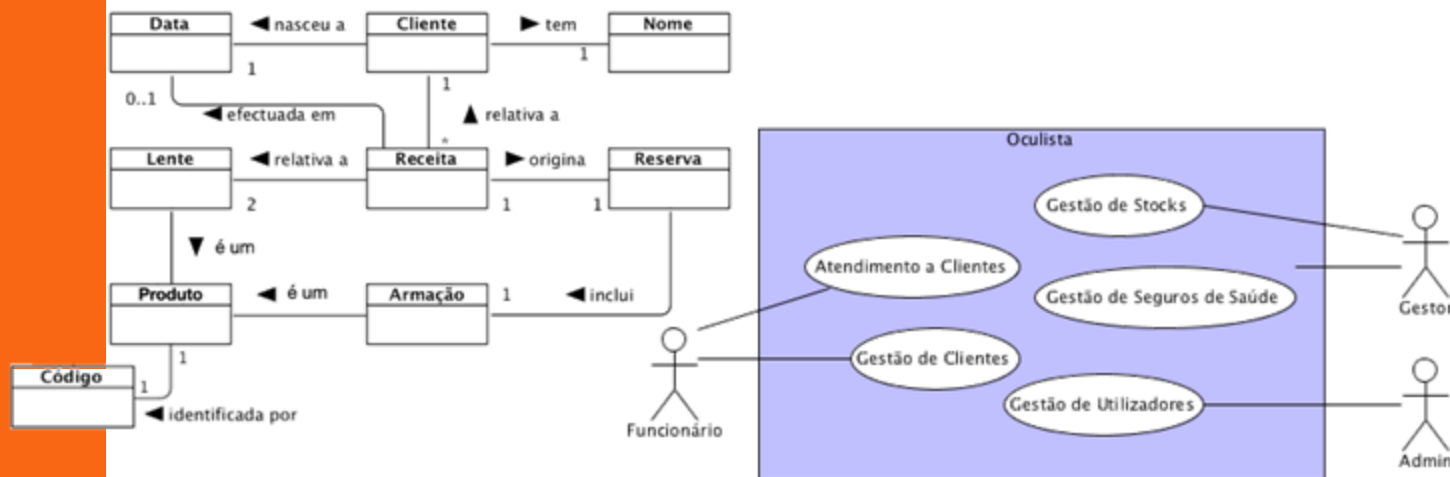 Data
◄ nasceu a
Cliente
► tem
Nome
1
1
0..1
◄ efectuada em
1
▲ relativa a
*
Lente
◄ relativa a
Receita
► origina
Reserva
2
1
1
▼ é um
Produto
◄ é um
Armação
1
◄ inclui
1
Código
1
◄ identificada por
Oculista
Gestão de Stocks
Atendimento a Clientes
Gestão de Seguros de Saúde
Gestor
Gestão de Clientes
Gestão de Utilizadores
Funcionário
Admin